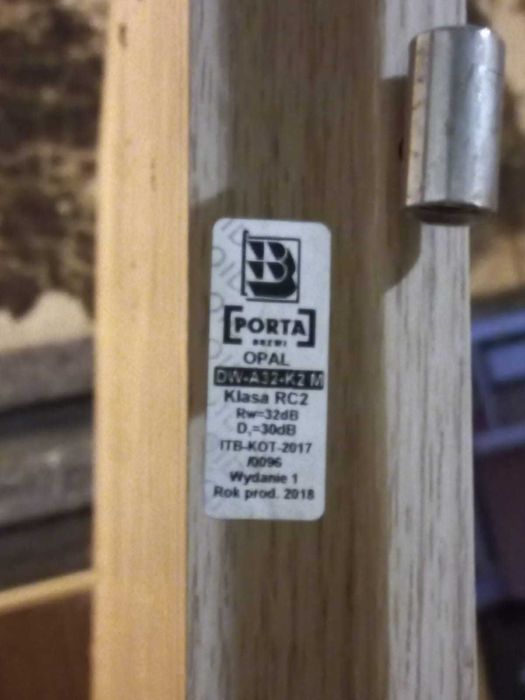 B
[PORTA]
DRZWI
OPAL
DW-A32-K2 M
Klasa RC2
Rw=32dB
D,=30dB
ITB-KOT-2017
/0096
Wydanie 1
Rok prod. 2018